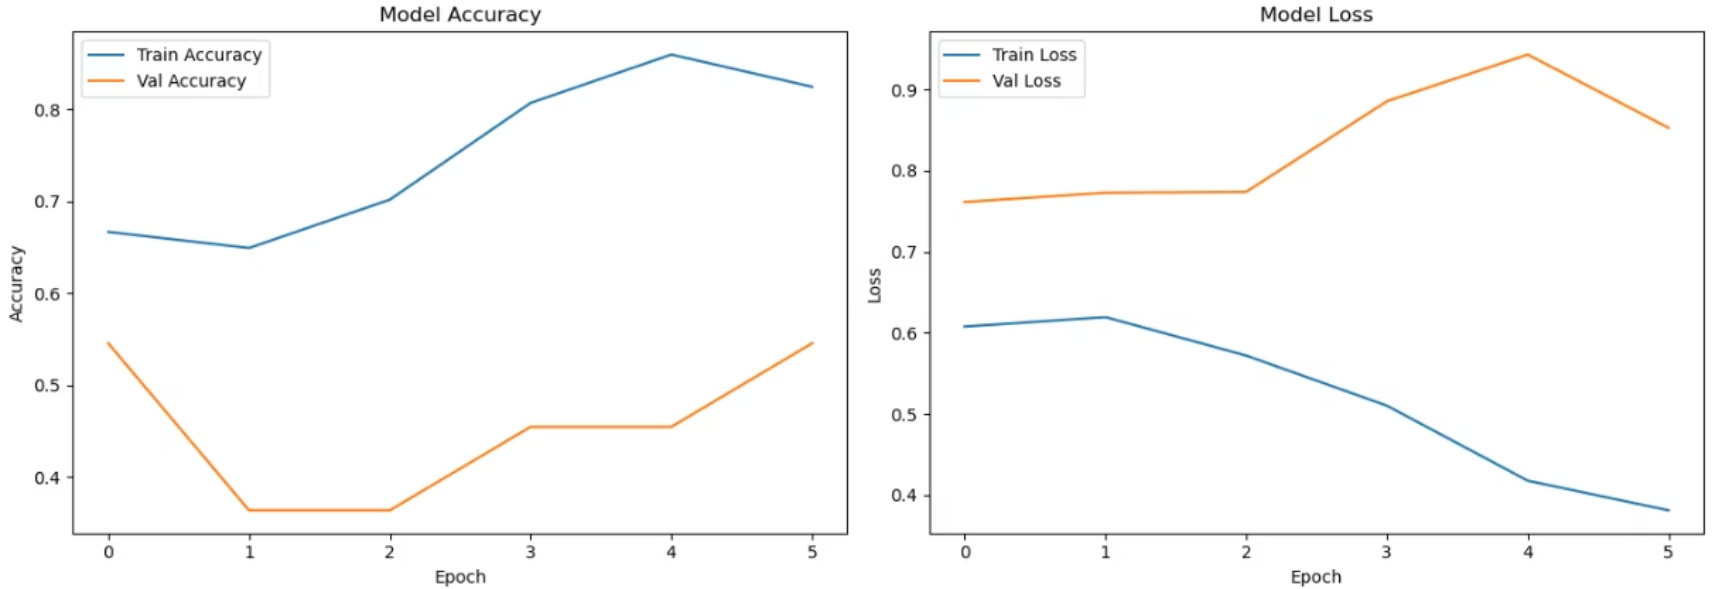 Model Accuracy
Train Accuracy
Val Accuracy
0.8
0.7
0.6
0.5
0.4
Accuracy
0 1 2 3 4 5
Epoch
Model Loss
Train Loss
Val Loss
0.9
0.8
0.7
0.6
0.5
0.4
Loss
0 1 2 3 4 5
Epoch